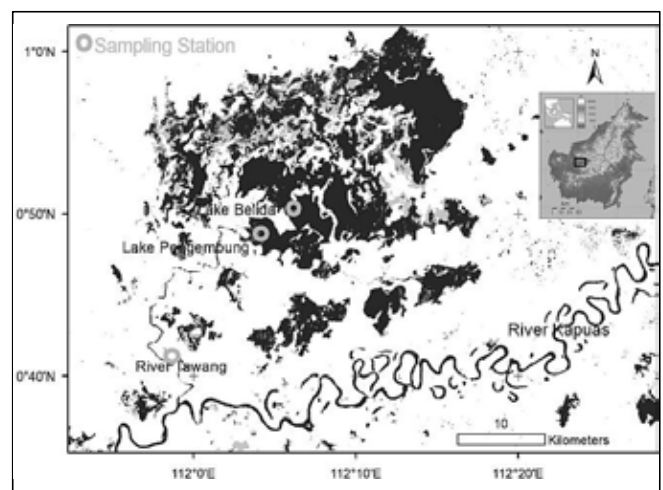 Sampling Station
N
1°0'N
0°50'N
Lake Belida
Lake Pengembung
River Kapuas
River Tawang
0°40'N
10
Kilometers
112°0'E
112°10'E
112°20'E